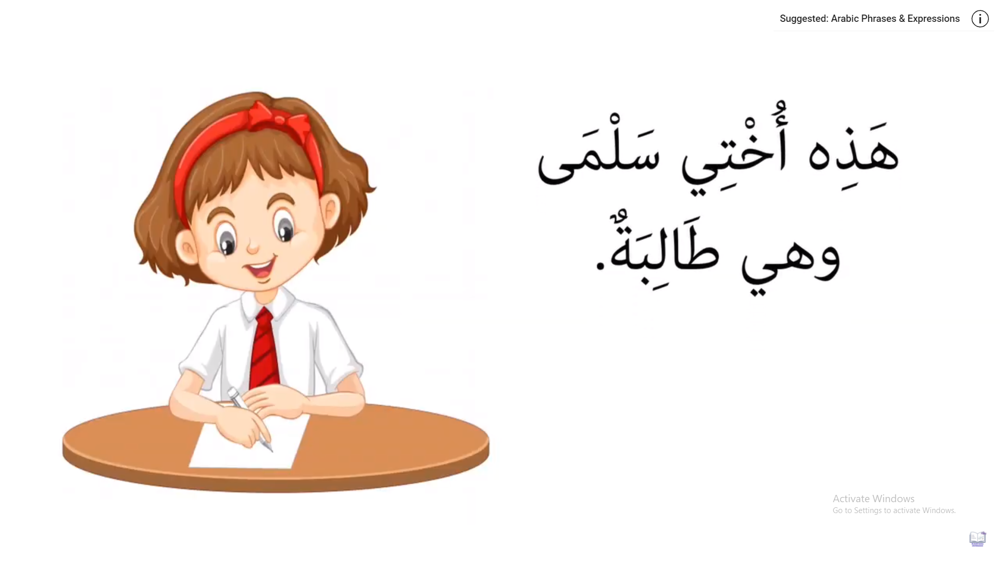 Suggested: Arabic Phrases & Expressions
هَذِه أُخْتِي سَلْمَى
وهي طَالِبَةٌ.
Activate Windows
Go to Settings to activate Windows.